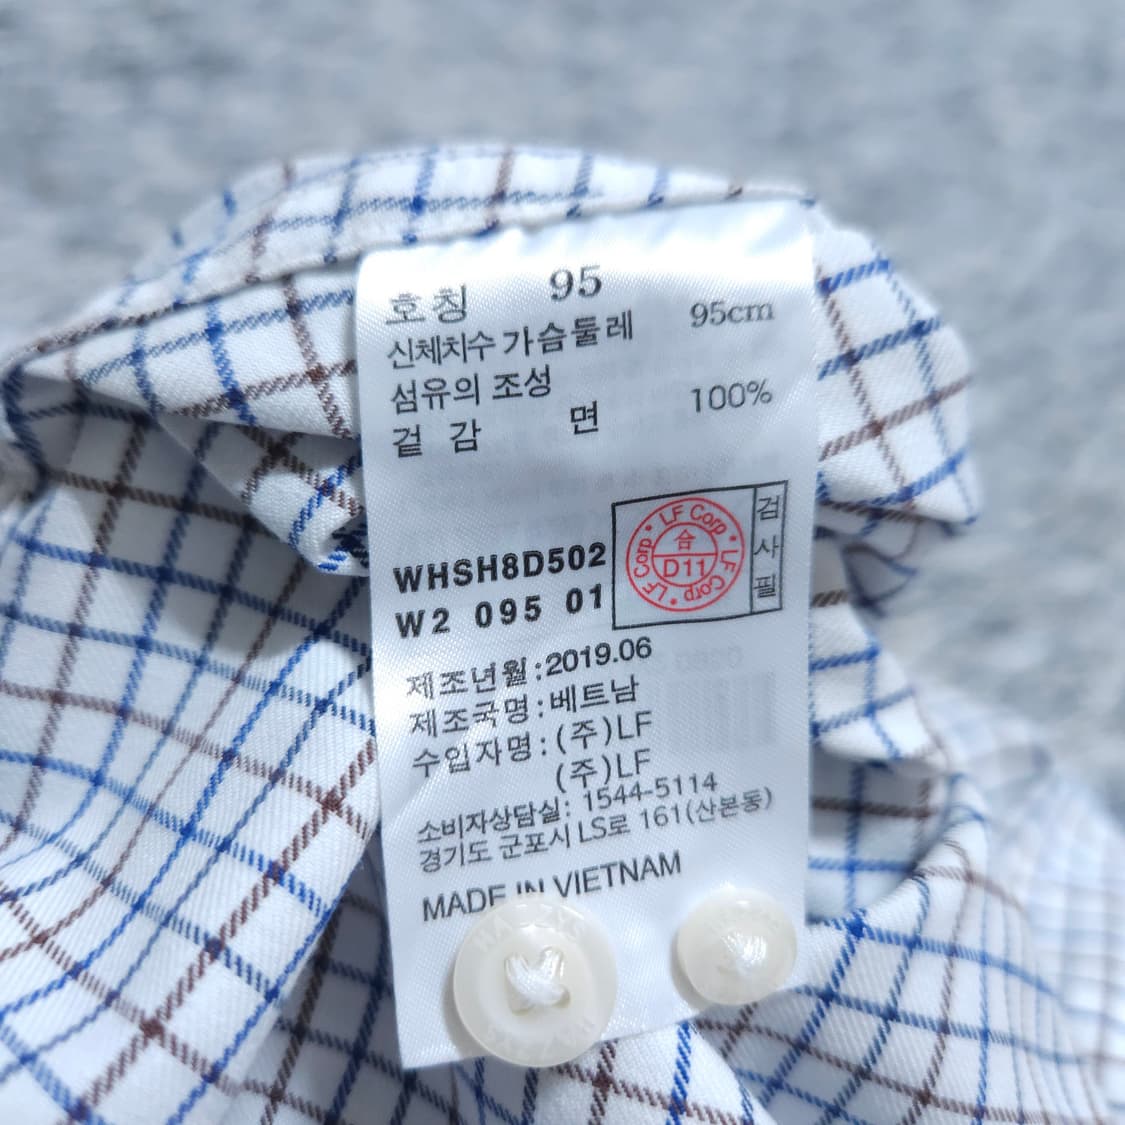 호칭 95
신체치수 가슴둘레 95cm
섬유의 조성
겉 감 면 100%
WHSH8D502
W2 095 01
LF Corp • LF Corp • LF Corp •
合
D11
검사필
제조년월:2019.06
제조국명:베트남
수입자명:(주)LF
(주)LF
소비자상담실: 1544-5114
경기도 군포시 LS로 161(산본동)
MADE IN VIETNAM
HAZZYS